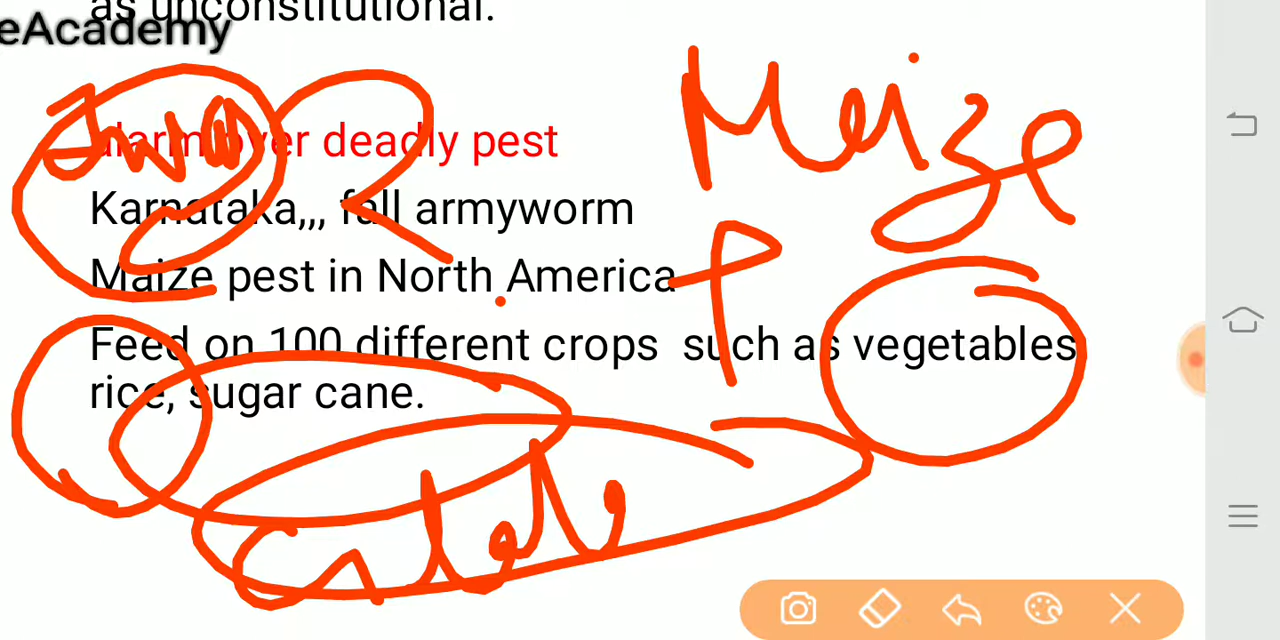 as unconstitutional.
eAcademy
alarm over deadly pest
Maize
Karnataka,,, fall armyworm
Maize pest in North America
Feed on 100 different crops such as vegetables
rice, sugar cane.